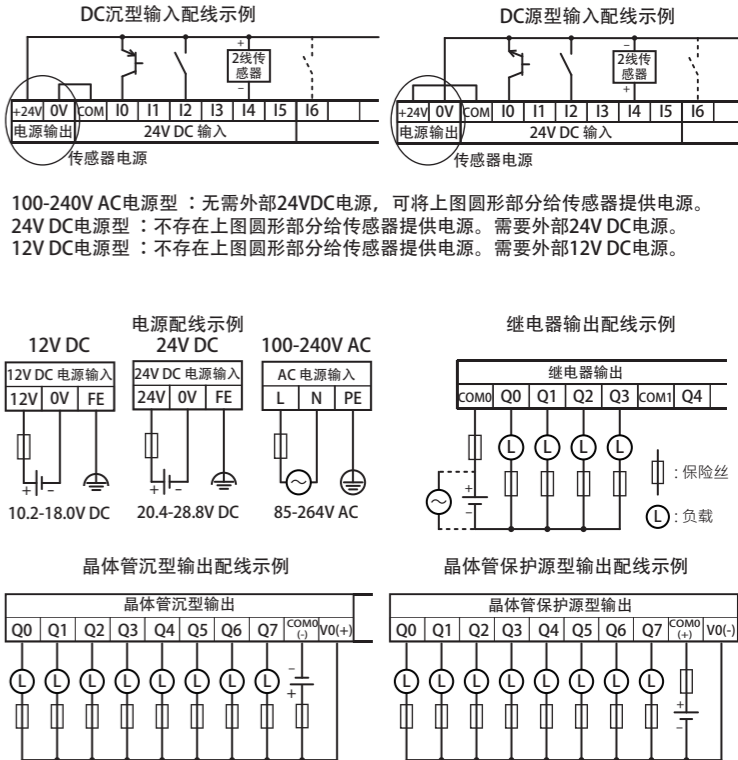 DC沉型输入配线示例
DC源型输入配线示例
+
2线传
感器
−
+24V 0V COM I0 I1 I2 I3 I4 I5 I6
电源输出 24V DC 输入
传感器电源
−
2线传
感器
+
+24V 0V COM I0 I1 I2 I3 I4 I5 I6
电源输出 24V DC 输入
传感器电源
100-240V AC电源型 ：无需外部24VDC电源，可将上图圆形部分给传感器提供电源。
24V DC电源型 ：不存在上图圆形部分给传感器提供电源。需要外部24V DC电源。
12V DC电源型 ：不存在上图圆形部分给传感器提供电源。需要外部12V DC电源。
电源配线示例
12V DC 24V DC 100-240V AC
12V DC 电源输入
12V 0V FE
+ −
10.2-18.0V DC
24V DC 电源输入
24V 0V FE
+ −
20.4-28.8V DC
AC 电源输入
L N PE
85-264V AC
继电器输出配线示例
继电器输出
COM0 Q0 Q1 Q2 Q3 COM1 Q4
L L L L
+
−
: 保险丝
L : 负载
晶体管沉型输出配线示例
晶体管沉型输出
Q0 Q1 Q2 Q3 Q4 Q5 Q6 Q7 COM0 (-) V0(+)
L L L L L L L L
−
+
晶体管保护源型输出配线示例
晶体管保护源型输出
Q0 Q1 Q2 Q3 Q4 Q5 Q6 Q7 COM0 (+) V0(-)
L L L L L L L L
+
−